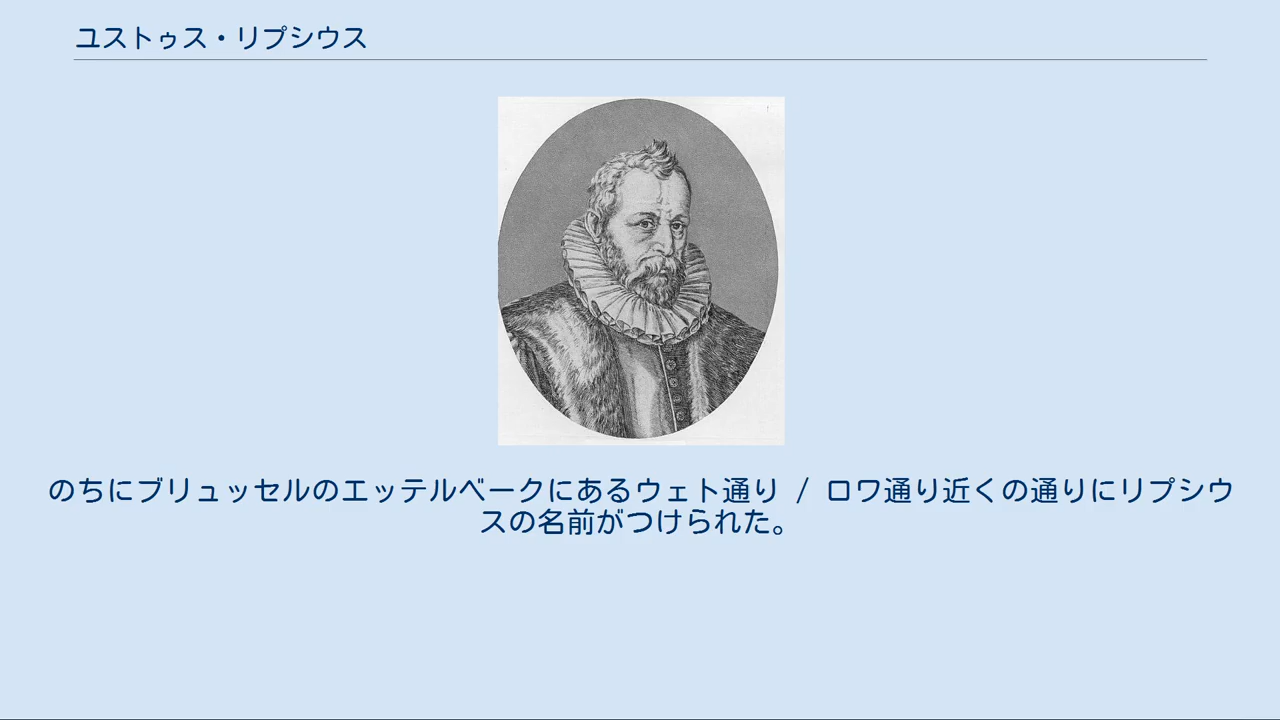 ユストゥス・リプシウス
のちにブリュッセルのエッテルベークにあるウェト通り / ロワ通り近くの通りにリプシウ
スの名前がつけられた。